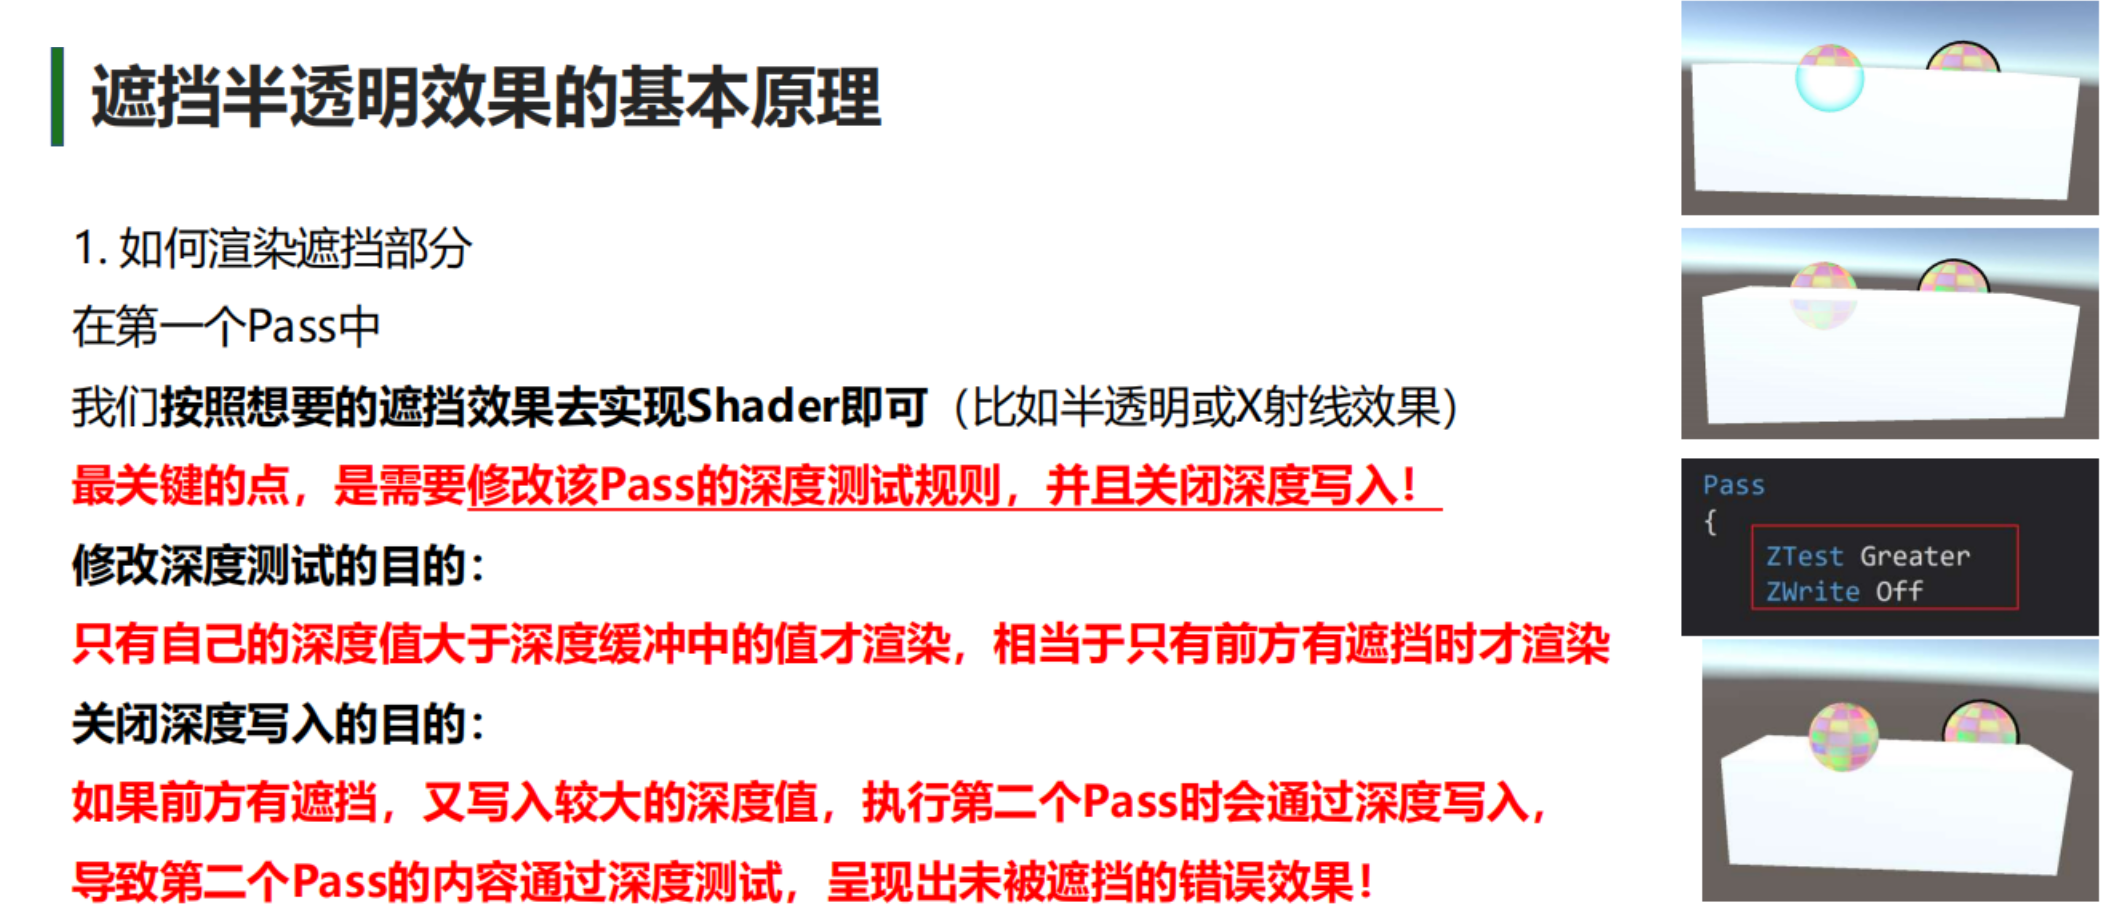 遮挡半透明效果的基本原理
1. 如何渲染遮挡部分
在第一个Pass中
我们按照想要的遮挡效果去实现Shader即可（比如半透明或X射线效果）
最关键的点，是需要修改该Pass的深度测试规则，并且关闭深度写入！
修改深度测试的目的：
只有自己的深度值大于深度缓冲中的值才渲染，相当于只有前方有遮挡时才渲染
关闭深度写入的目的：
如果前方有遮挡，又写入较大的深度值，执行第二个Pass时会通过深度写入，
导致第二个Pass的内容通过深度测试，呈现出未被遮挡的错误效果！
Pass
{
ZTest Greater
ZWrite Off